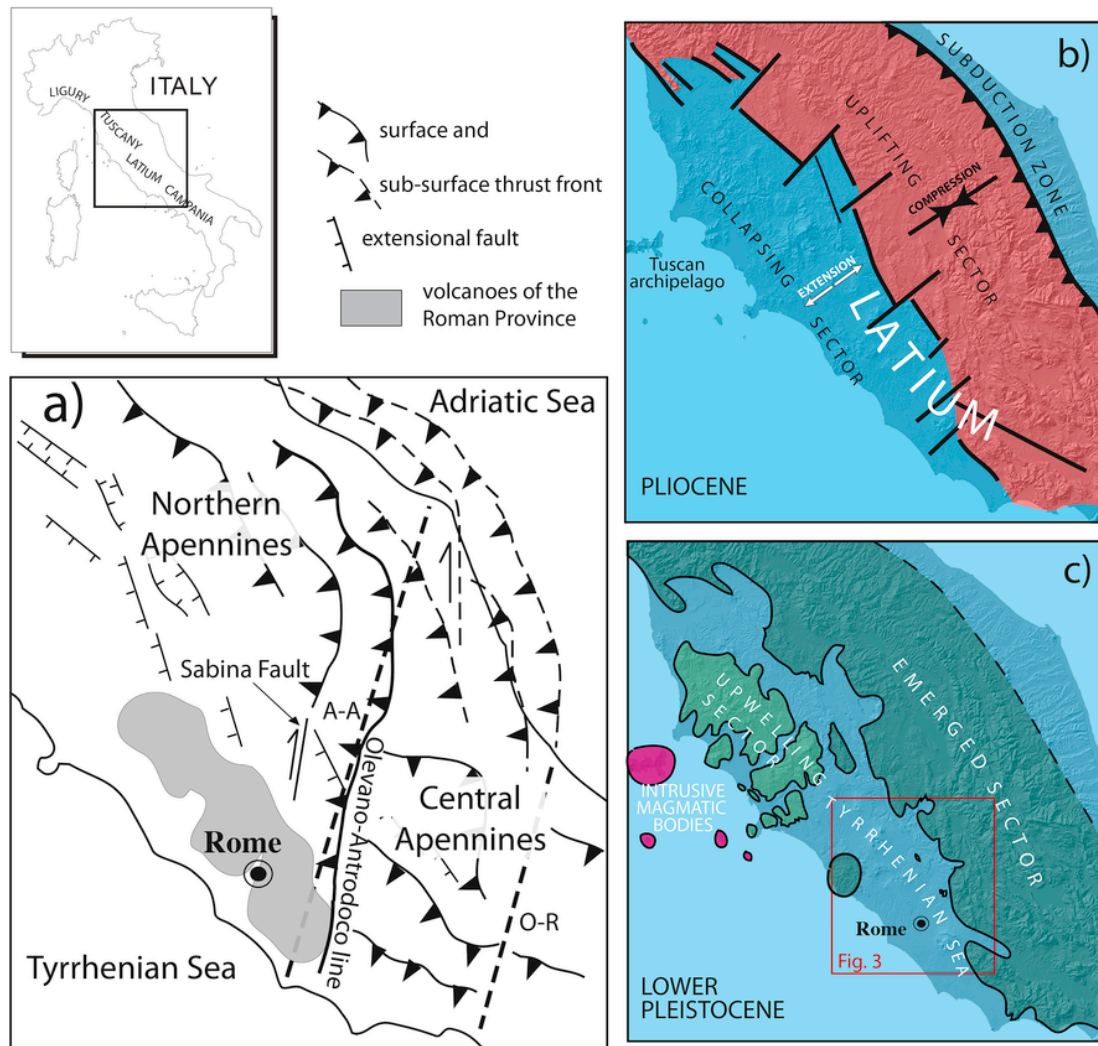 ITALY
LIGURY
TUSCANY
LATIUM
CAMPANIA
surface and
sub-surface thrust front
extensional fault
volcanoes of the
Roman Province
a)
Adriatic Sea
Northern
Apennines
Sabina Fault
A-A
Olevano-Antrodoco line
Central
Apennines
Rome
O-R
Tyrrhenian Sea
b)
SUBDUCTION ZONE
UPLIFTING
SECTOR
COMPRESSION
COLLAPSING
SECTOR
EXTENSION
Tuscan
archipelago
LATIUM
PLIOCENE
c)
EMERGED SECTOR
UPWELLING
SECTOR
TYRRHENIAN SEA
INTRUSIVE
MAGMATIC
BODIES
Rome
Fig. 3
LOWER
PLEISTOCENE